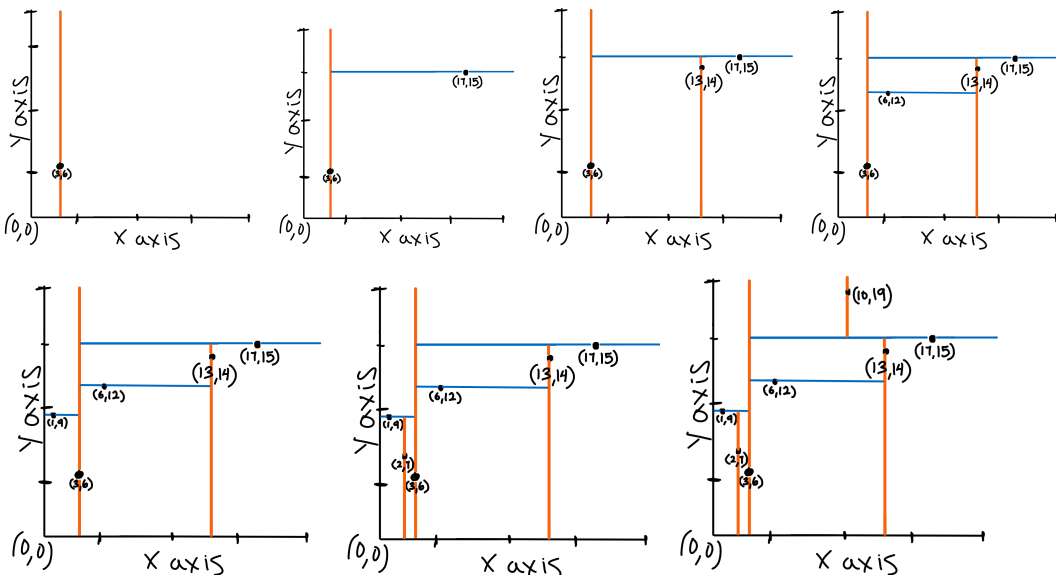 Y axis
(3,6)
(0,0)
X axis
Y axis
(17,15)
(3,6)
(0,0)
X axis
Y axis
(17,15)
(13,14)
(3,6)
(0,0)
X axis
Y axis
(17,15)
(13,14)
(6,12)
(3,6)
(0,0)
X axis
Y axis
(17,15)
(13,14)
(6,12)
(1,9)
(3,6)
(0,0)
X axis
Y axis
(17,15)
(13,14)
(6,12)
(1,9)
(2,7)
(3,6)
(0,0)
X axis
Y axis
(10,19)
(17,15)
(13,14)
(6,12)
(1,9)
(2,7)
(3,6)
(0,0)
X axis